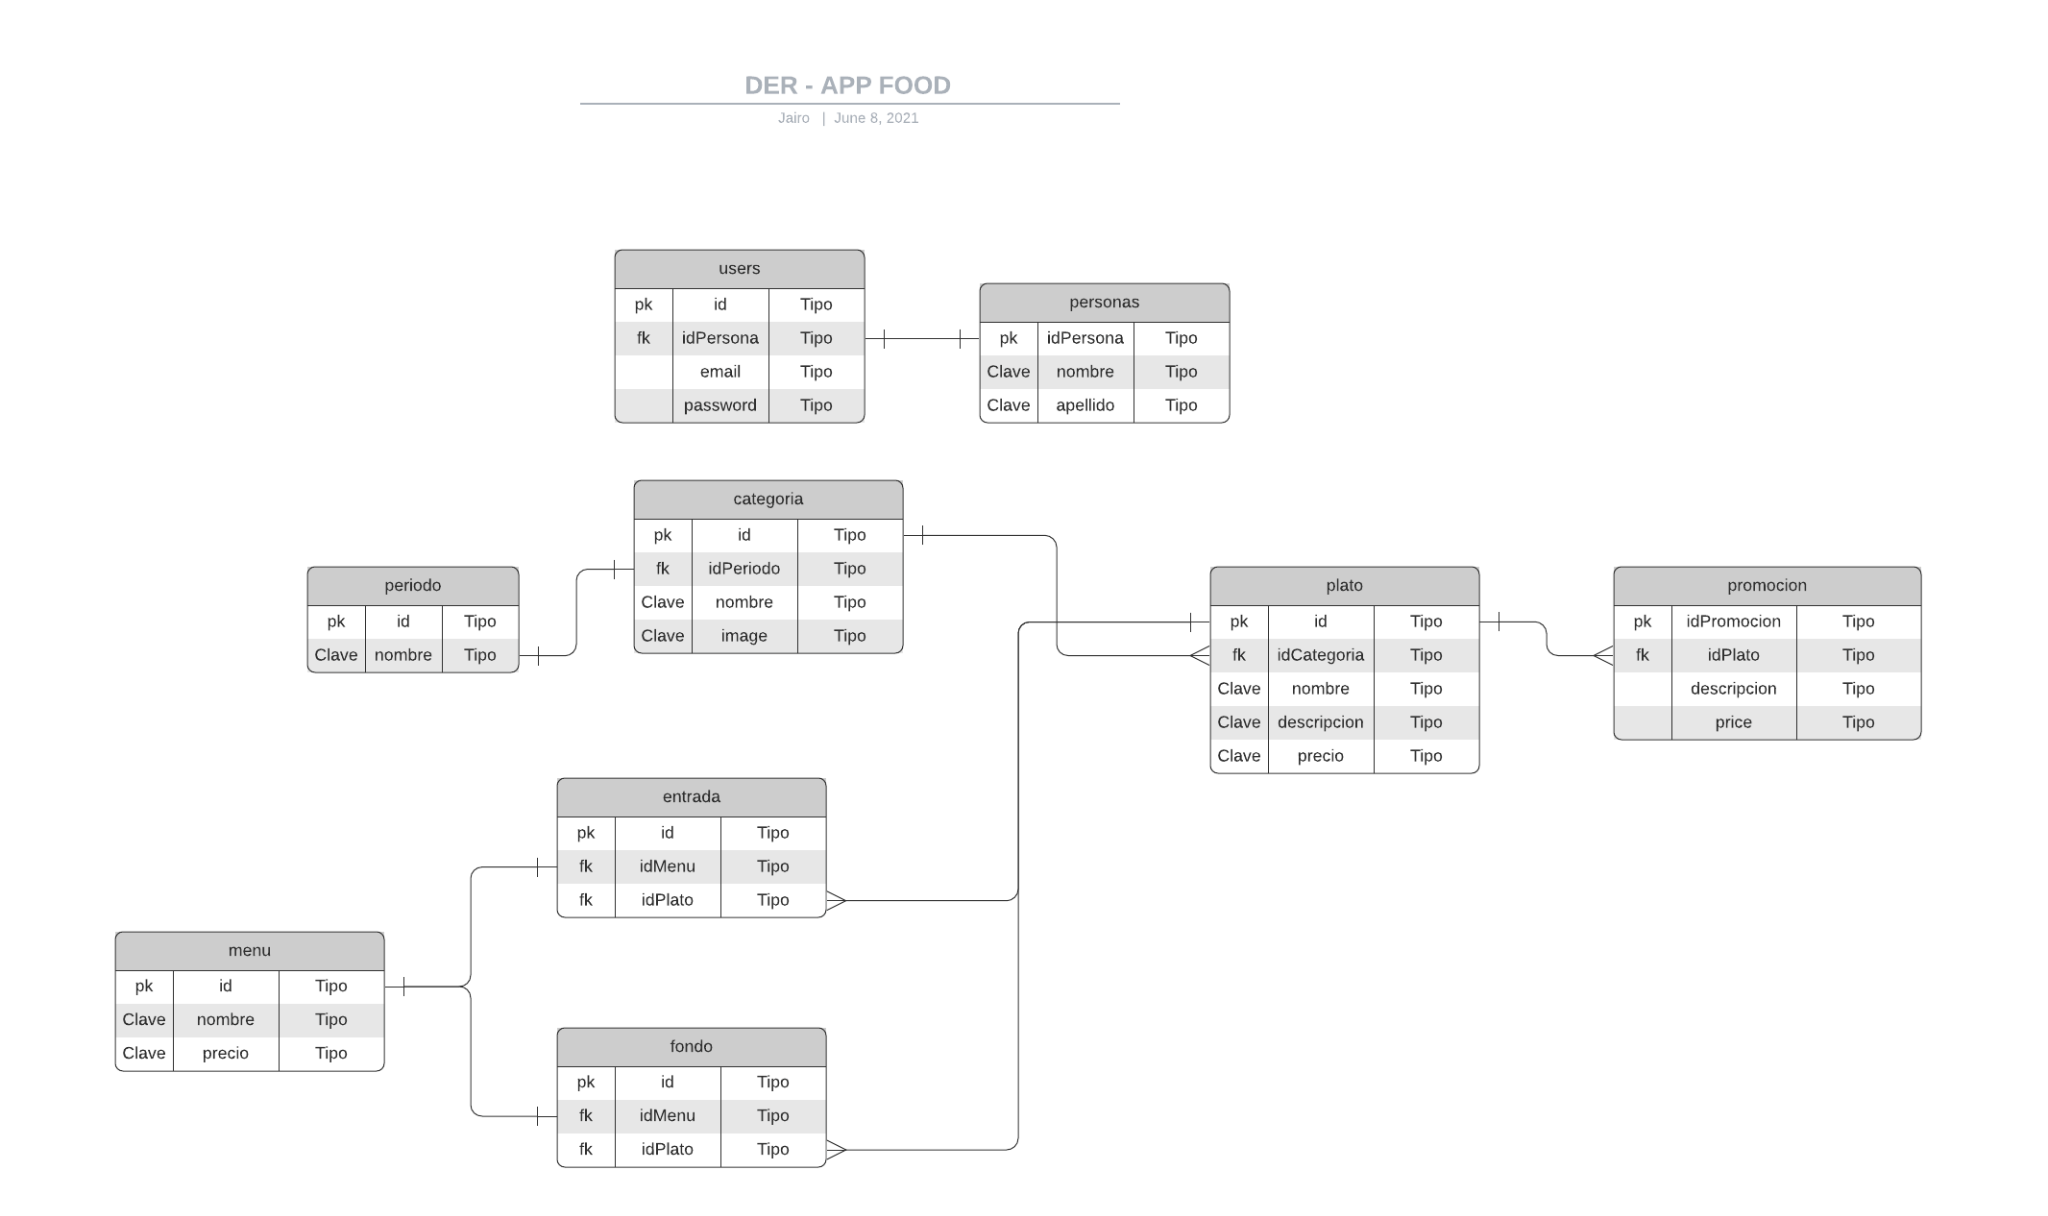 DER - APP FOOD
Jairo | June 8, 2021
users
pk id Tipo
fk idPersona Tipo
email Tipo
password Tipo
personas
pk idPersona Tipo
Clave nombre Tipo
Clave apellido Tipo
categoria
pk id Tipo
fk idPeriodo Tipo
Clave nombre Tipo
Clave image Tipo
periodo
pk id Tipo
Clave nombre Tipo
plato
pk id Tipo
fk idCategoria Tipo
Clave nombre Tipo
Clave descripcion Tipo
Clave precio Tipo
promocion
pk idPromocion Tipo
fk idPlato Tipo
descripcion Tipo
price Tipo
entrada
pk id Tipo
fk idMenu Tipo
fk idPlato Tipo
menu
pk id Tipo
Clave nombre Tipo
Clave precio Tipo
fondo
pk id Tipo
fk idMenu Tipo
fk idPlato Tipo